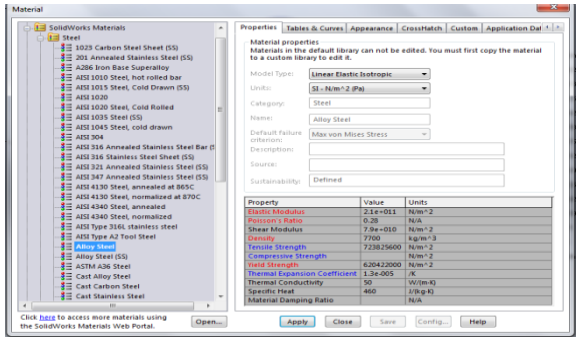 Material
SolidWorks Materials
Steel
1023 Carbon Steel Sheet (SS)
201 Annealed Stainless Steel (SS)
A286 Iron Base Superalloy
AISI 1010 Steel, hot rolled bar
AISI 1015 Steel, Cold Drawn (SS)
AISI 1020
AISI 1020 Steel, Cold Rolled
AISI 1035 Steel (SS)
AISI 1045 Steel, cold drawn
AISI 304
AISI 316 Annealed Stainless Steel Bar (S
AISI 316 Stainless Steel Sheet (SS)
AISI 321 Annealed Stainless Steel (SS)
AISI 347 Annealed Stainless Steel (SS)
AISI 4130 Steel, annealed at 865C
AISI 4130 Steel, normalized at 870C
AISI 4340 Steel, annealed
AISI 4340 Steel, normalized
AISI Type 316L stainless steel
AISI Type A2 Tool Steel
Alloy Steel
Alloy Steel (SS)
ASTM A36 Steel
Cast Alloy Steel
Cast Carbon Steel
Cast Stainless Steel
Click here to access more materials using
the SolidWorks Materials Web Portal.
Open...
Properties Tables & Curves Appearance CrossHatch Custom Application Dat
Material properties
Materials in the default library can not be edited. You must first copy the material
to a custom library to edit it.
Model Type: Linear Elastic Isotropic
Units: SI - N/m^2 (Pa)
Category: Steel
Name: Alloy Steel
Default failure
criterion: Max von Mises Stress
Description:
Source:
Sustainability: Defined
Property Value Units
Elastic Modulus 2.1e+011 N/m^2
Poisson's Ratio 0.28 N/A
Shear Modulus 7.9e+010 N/m^2
Density 7700 kg/m^3
Tensile Strength 723825600 N/m^2
Compressive Strength N/m^2
Yield Strength 620422000 N/m^2
Thermal Expansion Coefficient 1.3e-005 /K
Thermal Conductivity 50 W/(m·K)
Specific Heat 460 J/(kg·K)
Material Damping Ratio N/A
Apply Close Save Config... Help